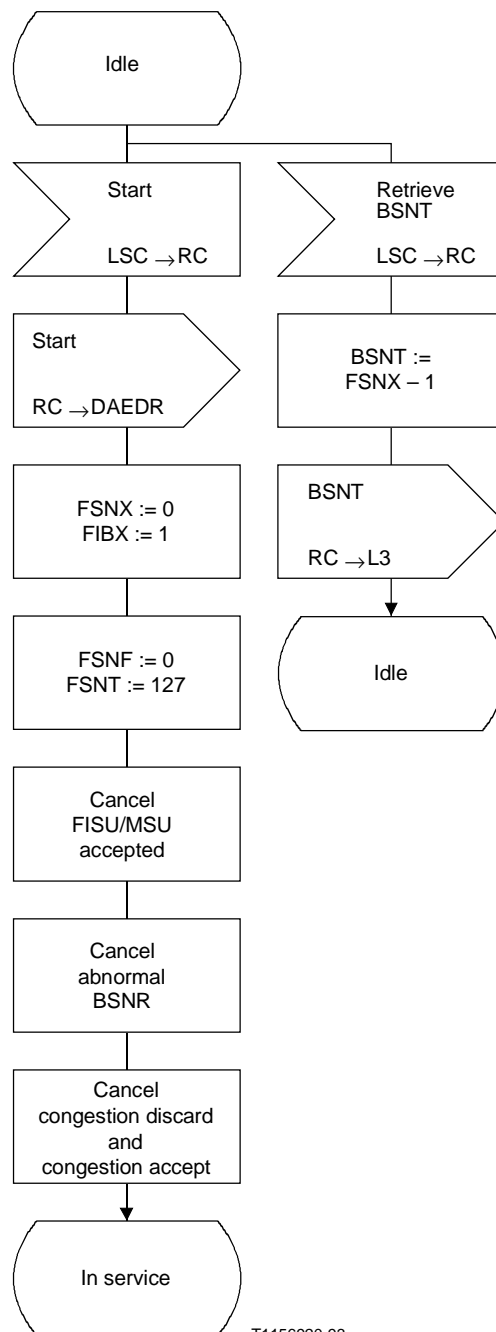 Idle
Start
LSC → RC
Start
RC → DAEDR
FSNX := 0
FIBX := 1
FSNF := 0
FSNT := 127
Cancel
FISU/MSU
accepted
Cancel
abnormal
BSNR
Cancel
congestion discard
and
congestion accept
In service
Retrieve
BSNT
LSC → RC
BSNT :=
FSNX – 1
BSNT
RC → L3
Idle